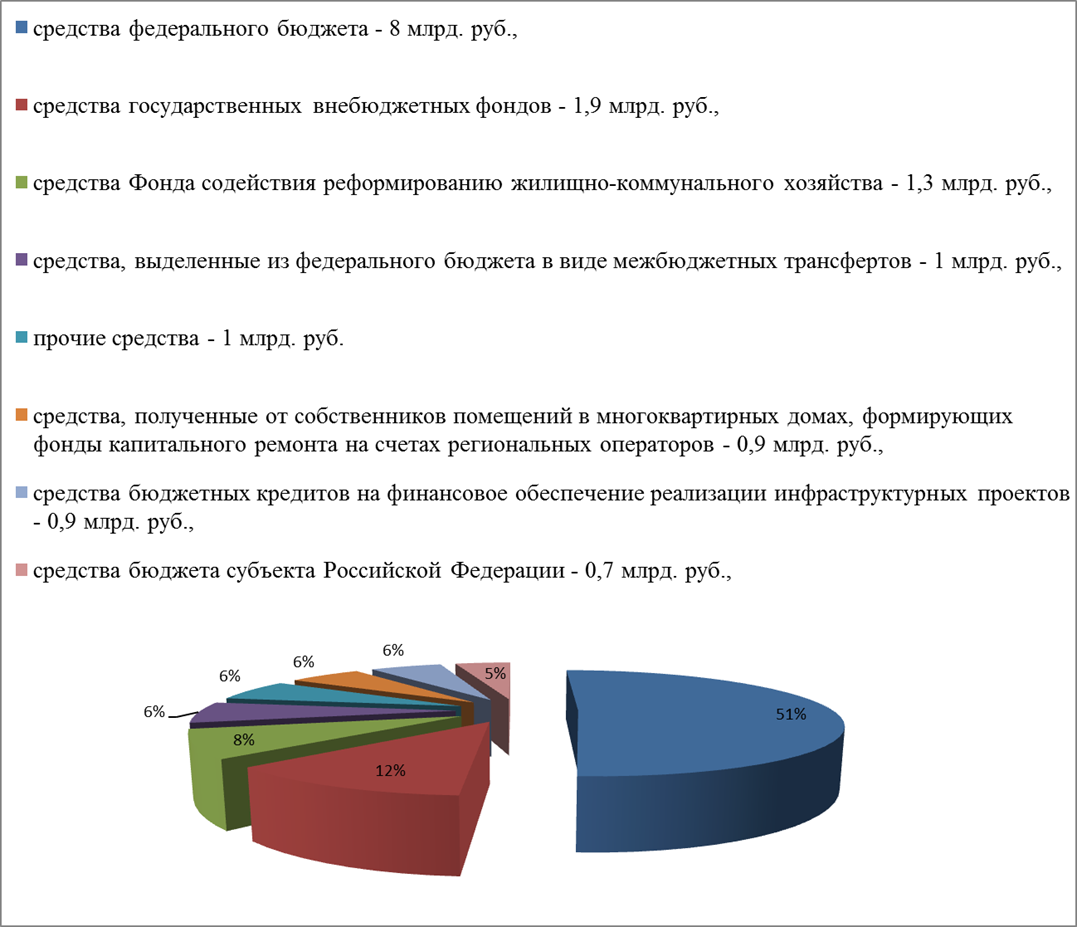 средства федерального бюджета - 8 млрд. руб.,
средства государственных внебюджетных фондов - 1,9 млрд. руб.,
средства Фонда содействия реформированию жилищно-коммунального хозяйства - 1,3 млрд. руб.,
средства, выделенные из федерального бюджета в виде межбюджетных трансфертов - 1 млрд. руб.,
прочие средства - 1 млрд. руб.
средства, полученные от собственников помещений в многоквартирных домах, формирующих
фонды капитального ремонта на счетах региональных операторов - 0,9 млрд. руб.,
средства бюджетных кредитов на финансовое обеспечение реализации инфраструктурных проектов
- 0,9 млрд. руб.,
средства бюджета субъекта Российской Федерации - 0,7 млрд. руб.,
6%
6%
5%
6%
6%
51%
8%
12%